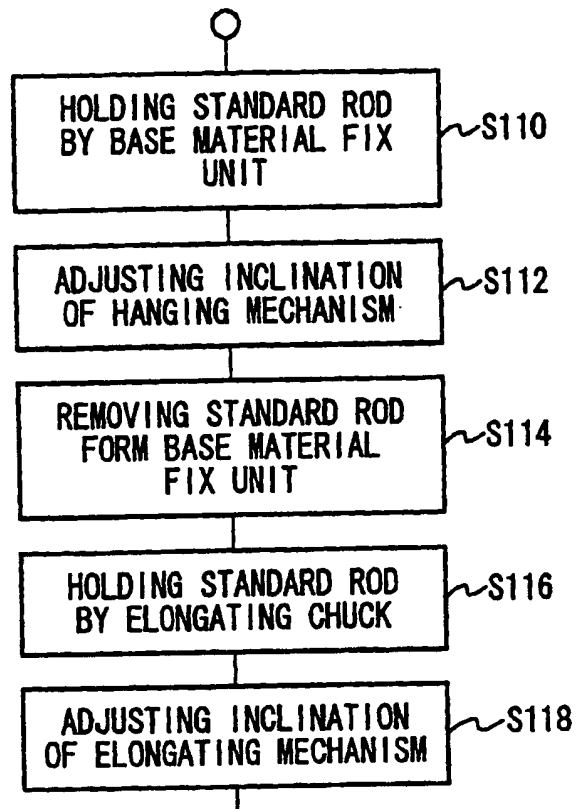 HOLDING STANDARD ROD
BY BASE MATERIAL FIX
UNIT
S110
ADJUSTING INCLINATION
OF HANGING MECHANISM
S112
REMOVING STANDARD ROD
FORM BASE MATERIAL
FIX UNIT
S114
HOLDING STANDARD ROD
BY ELONGATING CHUCK
S116
ADJUSTING INCLINATION
OF ELONGATING MECHANISM
S118